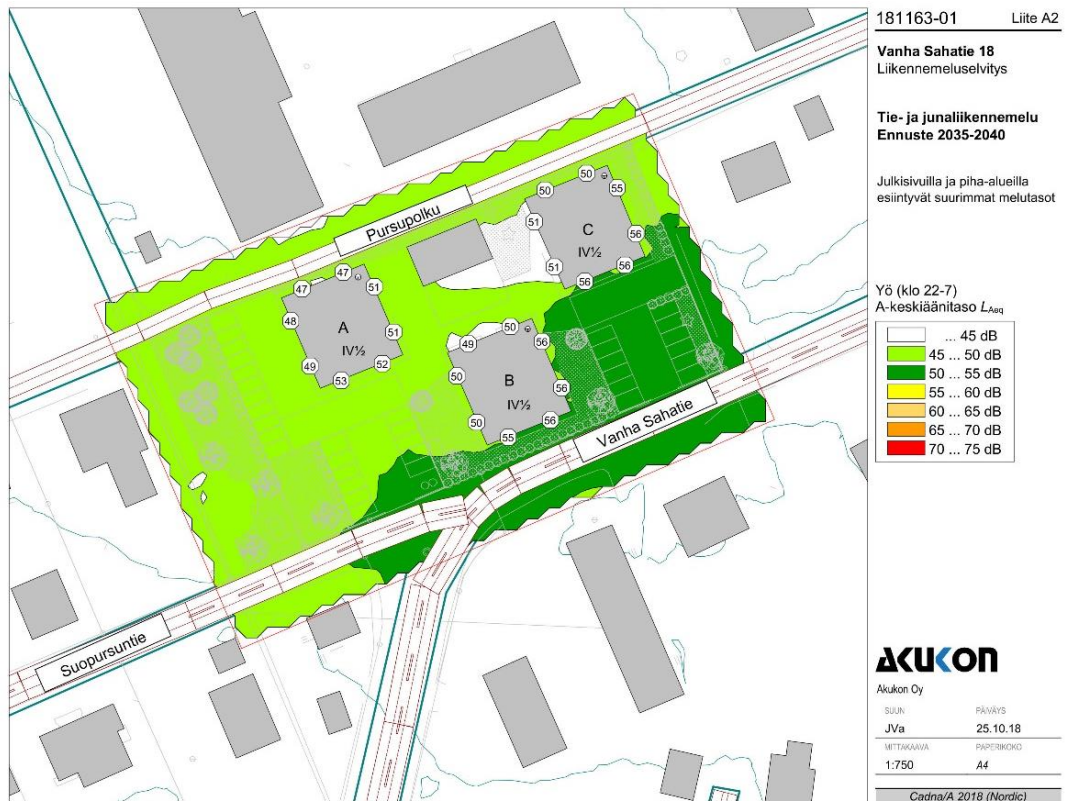 181163-01 Liite A2
Vanha Sahatie 18
Liikennemeluselvitys
Tie- ja junaliikennemelu
Ennuste 2035-2040
Julkisivuilla ja piha-alueilla
esiintyvät suurimmat melutasot
Yö (klo 22-7)
A-keskiäänitaso LAeq
... 45 dB
45 ... 50 dB
50 ... 55 dB
55 ... 60 dB
60 ... 65 dB
65 ... 70 dB
70 ... 75 dB
Pursupolku
50
50
55
51
C
56
IV½
51
56
56
47
47
51
48
A
51
IV½
49
52
53
50
49
56
50
B
56
IV½
50
56
55
Vanha Sahatie
Suopursuntie
AKUKON
Akukon Oy
SUUN PÄIVÄYS
JVa 25.10.18
MITTAKAAVA PAPERIKOKO
1:750 A4
Cadna/A 2018 (Nordic)